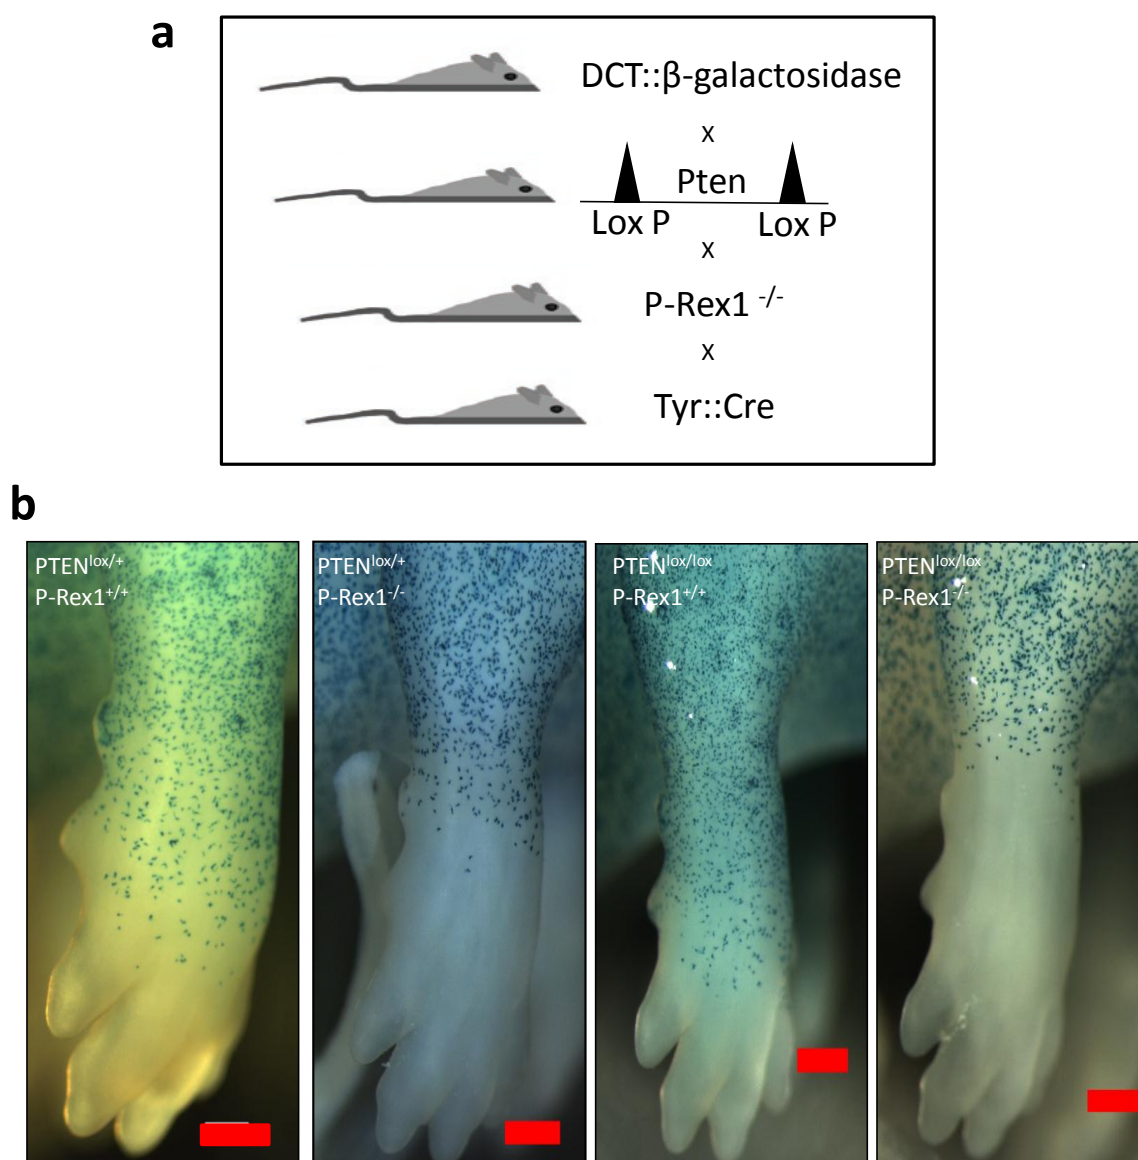 a
DCT::β-galactosidase
x
Pten
Lox P Lox P
x
P-Rex1 -/-
x
Tyr::Cre
b
PTENlox/+
P-Rex1+/+
PTENlox/+
P-Rex1-/-
PTENlox/lox
P-Rex1+/+
PTENlox/lox
P-Rex1-/-